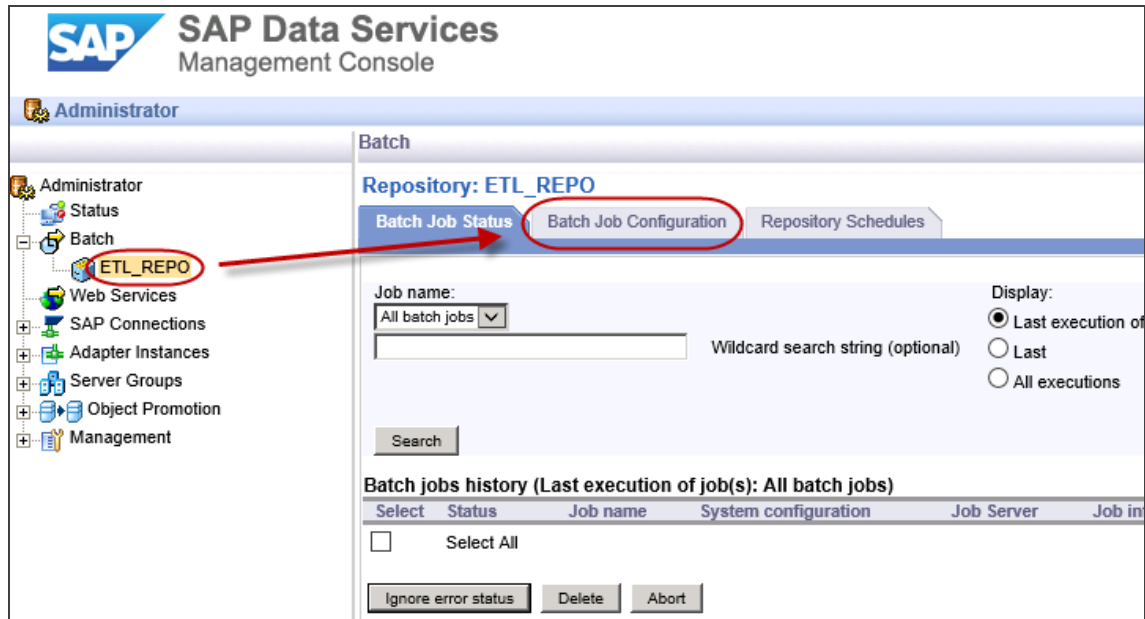 SAP
SAP Data Services
Management Console
Administrator
Batch
Administrator
Status
Batch
ETL_REPO
Web Services
SAP Connections
Adapter Instances
Server Groups
Object Promotion
Management
Repository: ETL_REPO
Batch Job Status Batch Job Configuration Repository Schedules
Job name:
All batch jobs
Wildcard search string (optional)
Display:
Last execution of
Last
All executions
Search
Batch jobs history (Last execution of job(s): All batch jobs)
Select Status Job name System configuration Job Server Job in
Select All
Ignore error status Delete Abort